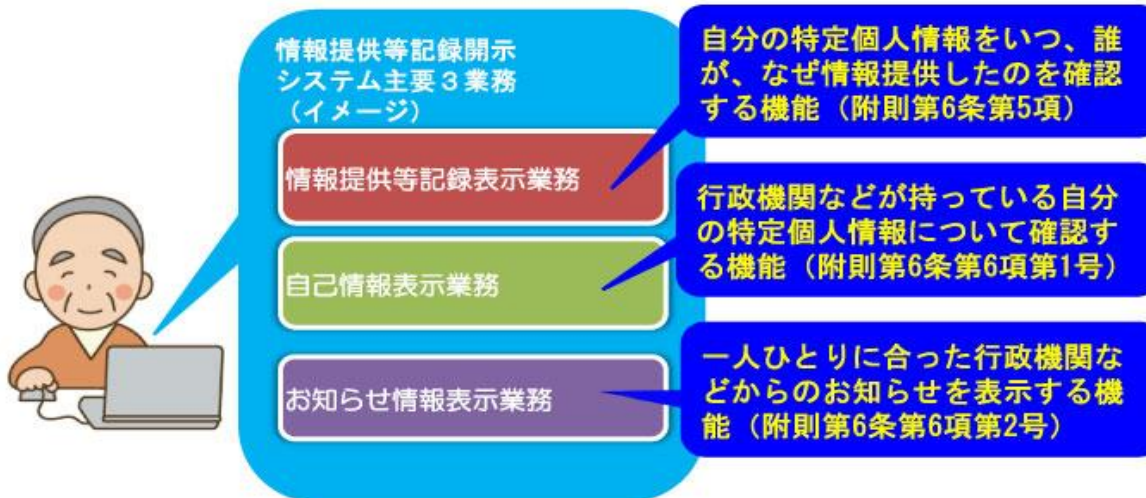 情報提供等記録開示
システム主要３業務
（イメージ）
情報提供等記録表示業務
自己情報表示業務
お知らせ情報表示業務
自分の特定個人情報をいつ、誰
が、なぜ情報提供したのを確認
する機能（附則第6条第5項）
行政機関などが持っている自分
の特定個人情報について確認す
る機能（附則第6条第6項第1号）
一人ひとりに合った行政機関な
どからのお知らせを表示する機
能（附則第6条第6項第2号）